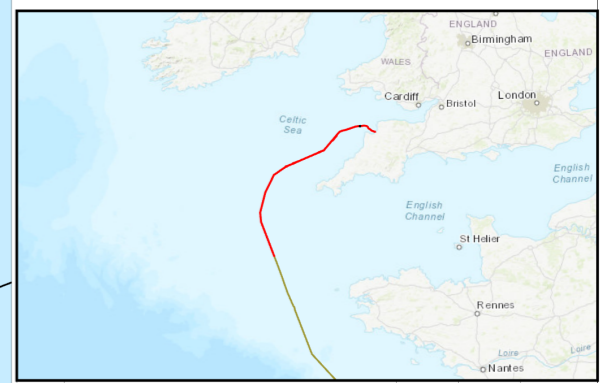 ENGLAND
Birmingham
WALES
ENGLAND
Cardiff
London
Bristol
Celtic
Sea
English
Channel
English
Channel
St Helier
Rennes
Loire
Loire
Nantes